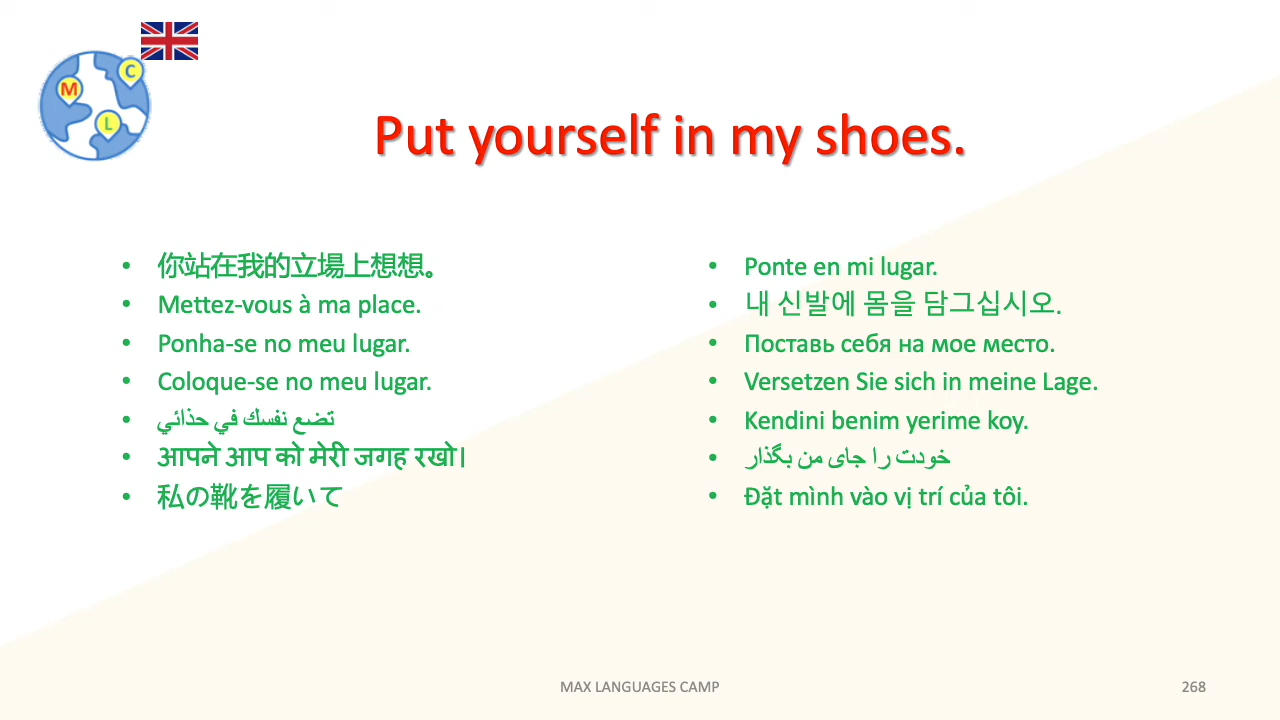 M
C
L
Put yourself in my shoes.
• 你站在我的立場上想想。
• Mettez-vous à ma place.
• Ponha-se no meu lugar.
• Coloque-se no meu lugar.
• تضع نفسك في حذائي
• आपने आप को मेरी जगह रखो।
• 私の靴を履いて
• Ponte en mi lugar.
• 내 신발에 몸을 담그십시오.
• Поставь себя на мое место.
• Versetzen Sie sich in meine Lage.
• Kendini benim yerime koy.
• خودت را جای من بگذار
• Đặt mình vào vị trí của tôi.
MAX LANGUAGES CAMP
268